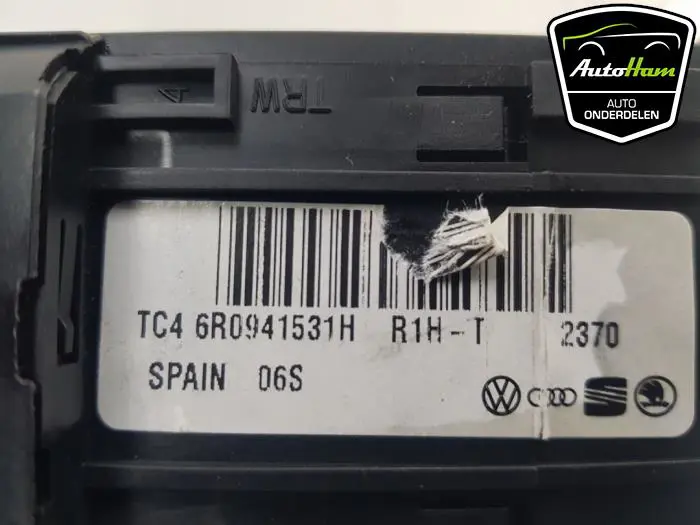 AutoHam
AUTO
ONDERDELEN
TRW
TC4 6R0941531H R1H-T 2370
SPAIN 06S